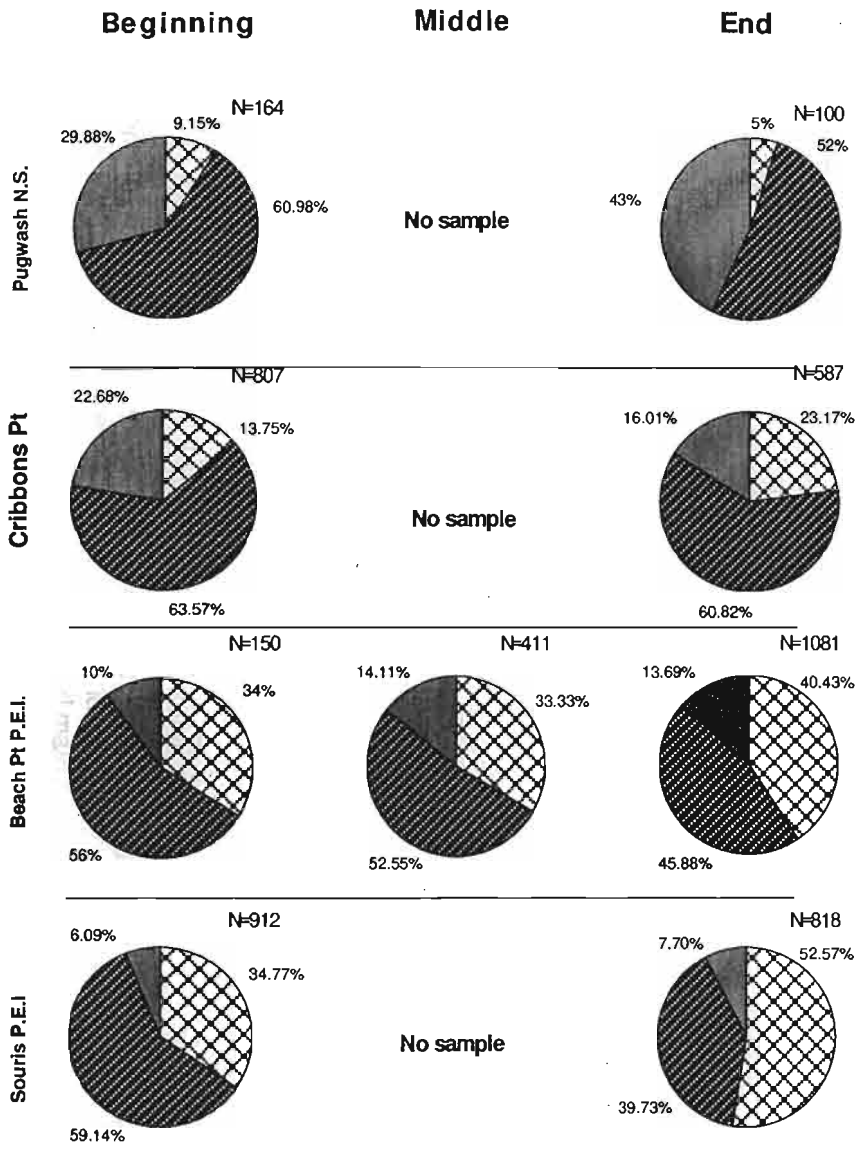 Beginning Middle End
Pugwash N.S.
N=164
9.15%
29.88%
60.98%
No sample
N=100
5%
52%
43%
Cribbons Pt
N=807
22.68%
13.75%
63.57%
No sample
N=587
16.01%
23.17%
60.82%
Beach Pt P.E.I.
N=150
10%
34%
56%
N=411
14.11%
33.33%
52.55%
N=1081
13.69%
40.43%
45.88%
Souris P.E.I
N=912
6.09%
34.77%
59.14%
No sample
N=818
7.70%
52.57%
39.73%